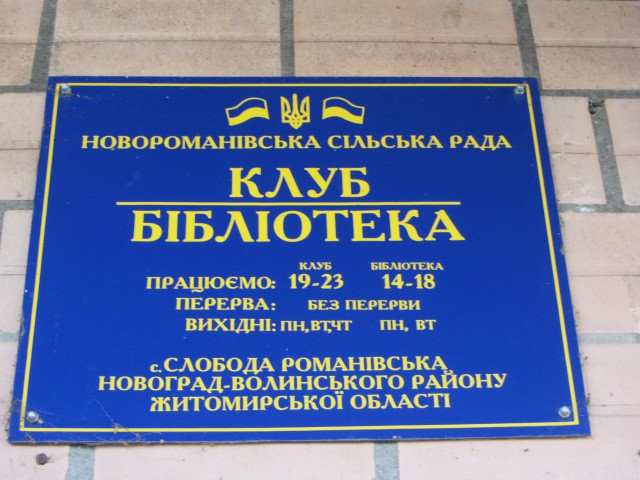 НОВОРОМАНІВСЬКА СІЛЬСЬКА РАДА
КЛУБ
БІБЛІОТЕКА
КЛУБ БІБЛІОТЕКА
ПРАЦЮЄМО: 19-23 14-18
ПЕРЕРВА: БЕЗ ПЕРЕРВИ
ВИХІДНІ: ПН,ВТ,ЧТ ПН, ВТ
с.СЛОБОДА РОМАНІВСЬКА,
НОВОГРАД-ВОЛИНСЬКОГО РАЙОНУ
ЖИТОМИРСЬКОЇ ОБЛАСТІ